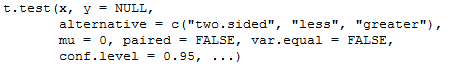 t.test(x, y = NULL,
alternative = c("two.sided", "less", "greater"),
mu = 0, paired = FALSE, var.equal = FALSE,
conf.level = 0.95, ...)